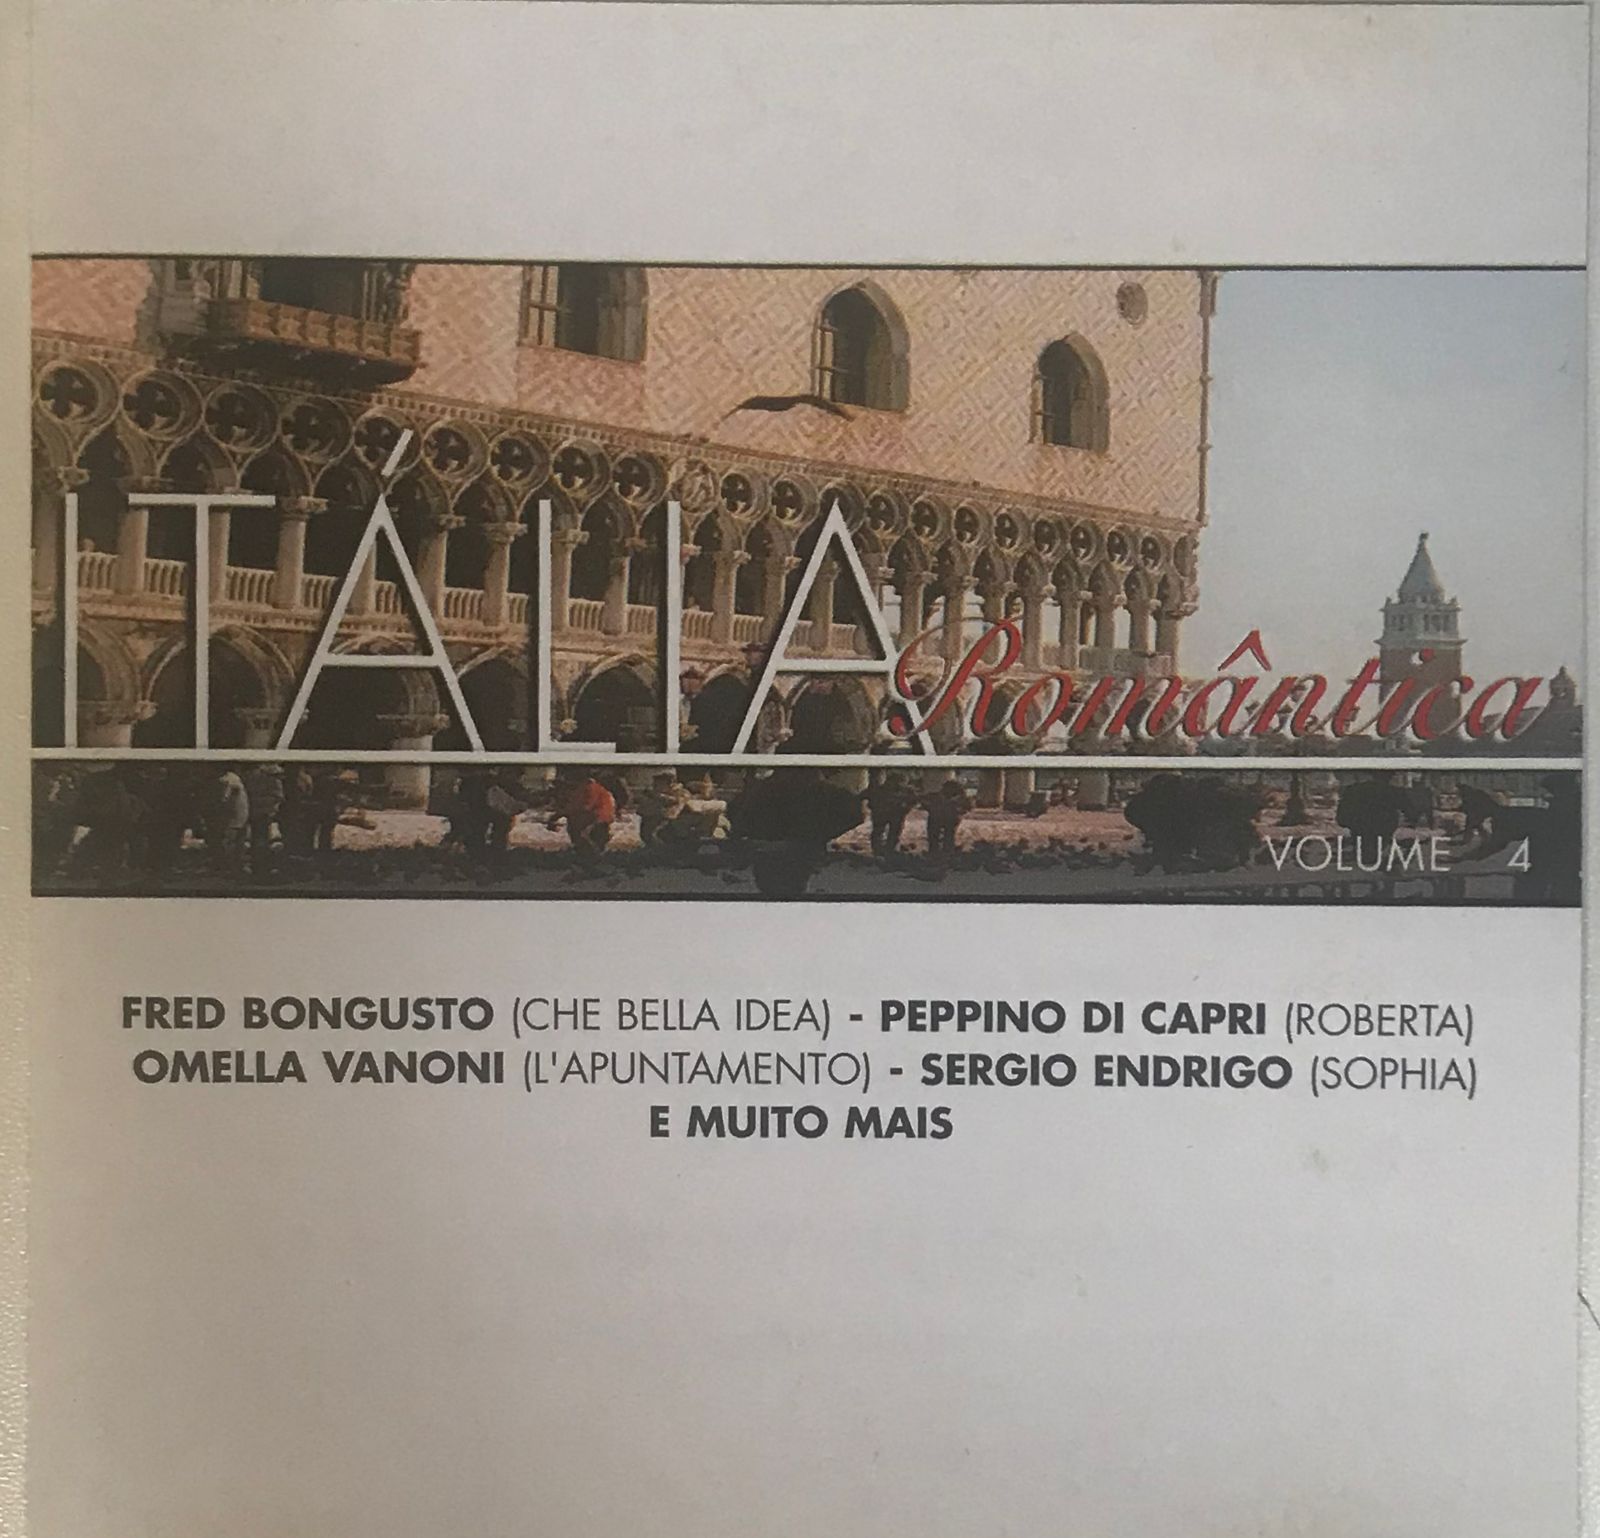 ITÁLIA Romântica
VOLUME 4
FRED BONGUSTO (CHE BELLA IDEA) - PEPPINO DI CAPRI (ROBERTA)
OMELLA VANONI (L'APUNTAMENTO) - SERGIO ENDRIGO (SOPHIA)
E MUITO MAIS